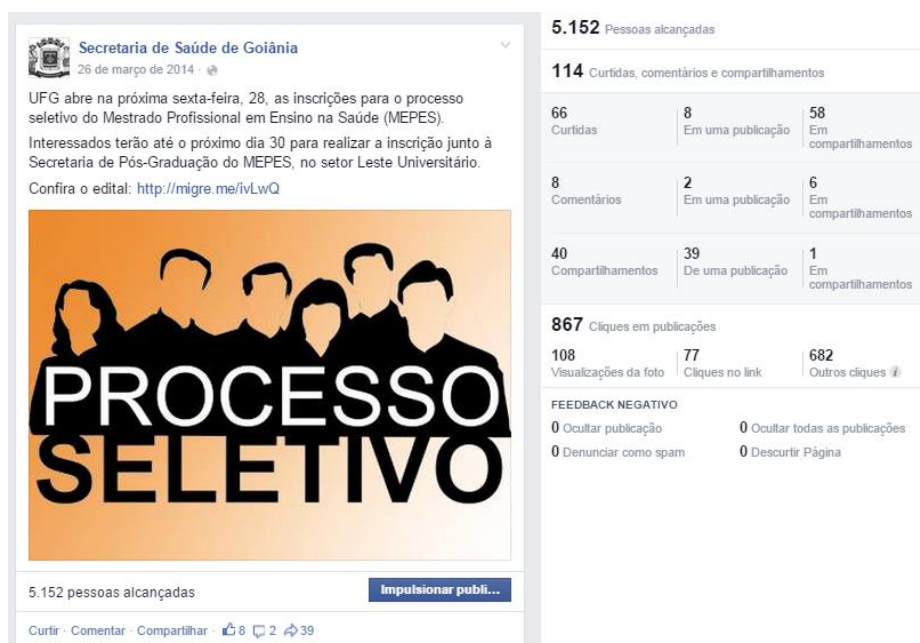 Secretaria de Saúde de Goiânia
26 de março de 2014 ·
UFG abre na próxima sexta-feira, 28, as inscrições para o processo
seletivo do Mestrado Profissional em Ensino na Saúde (MEPES).
Interessados terão até o próximo dia 30 para realizar a inscrição junto à
Secretaria de Pós-Graduação do MEPES, no setor Leste Universitário.
Confira o edital: http://migre.me/ivLwQ
PROCESSO
SELETIVO
5.152 pessoas alcançadas
Impulsionar publi...
Curtir · Comentar · Compartilhar · 8 2 39
5.152 Pessoas alcançadas
114 Curtidas, comentários e compartilhamentos
66 8 58
Curtidas Em uma publicação Em
compartilhamentos
8 2 6
Comentários Em uma publicação Em
compartilhamentos
40 39 1
Compartilhamentos De uma publicação Em
compartilhamentos
867 Cliques em publicações
108 77 682
Visualizações da foto Cliques no link Outros cliques i
FEEDBACK NEGATIVO
0 Ocultar publicação 0 Ocultar todas as publicações
0 Denunciar como spam 0 Descurtir Página